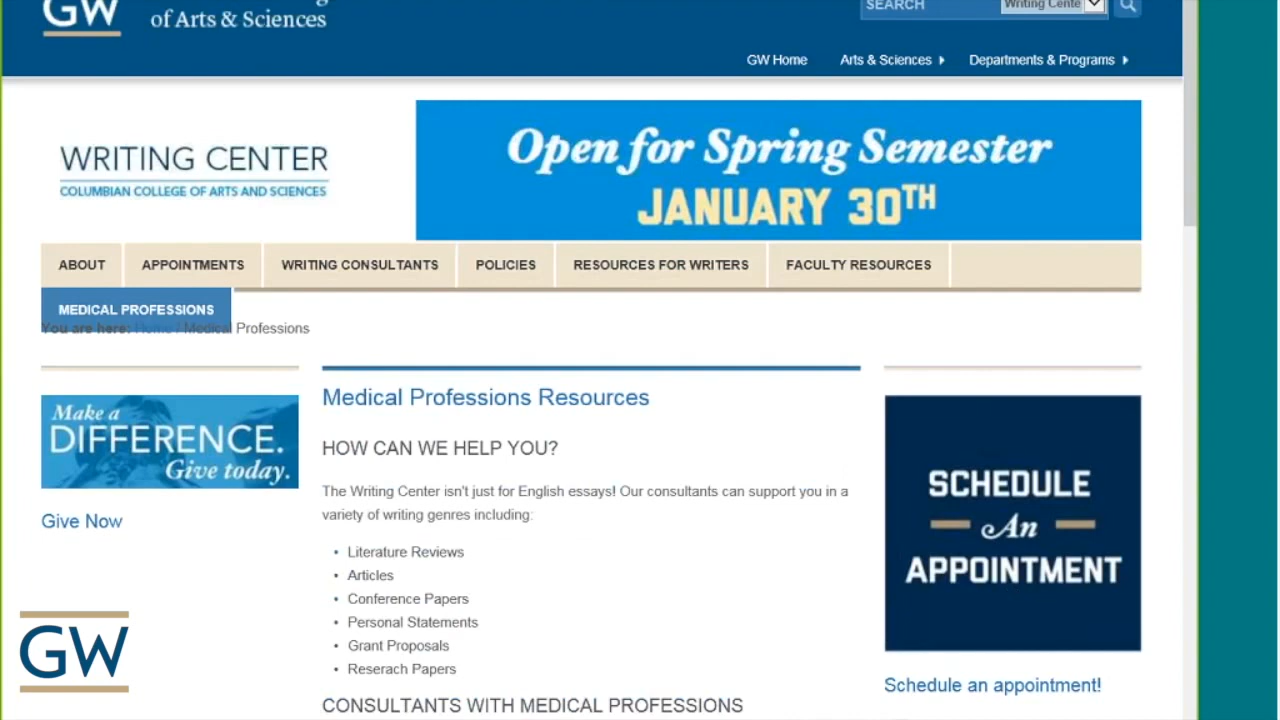 GW
of Arts & Sciences
SEARCH
Writing Cente
GW Home
Arts & Sciences
Departments & Programs
WRITING CENTER
COLUMBIAN COLLEGE OF ARTS AND SCIENCES
Open for Spring Semester
JANUARY 30TH
ABOUT
APPOINTMENTS
WRITING CONSULTANTS
POLICIES
RESOURCES FOR WRITERS
FACULTY RESOURCES
MEDICAL PROFESSIONS
You are here: Home / Medical Professions
Make a
DIFFERENCE.
Give today.
Give Now
Medical Professions Resources
HOW CAN WE HELP YOU?
The Writing Center isn't just for English essays! Our consultants can support you in a
variety of writing genres including:
• Literature Reviews
• Articles
• Conference Papers
• Personal Statements
• Grant Proposals
• Reserach Papers
CONSULTANTS WITH MEDICAL PROFESSIONS
SCHEDULE
An
APPOINTMENT
Schedule an appointment!
GW